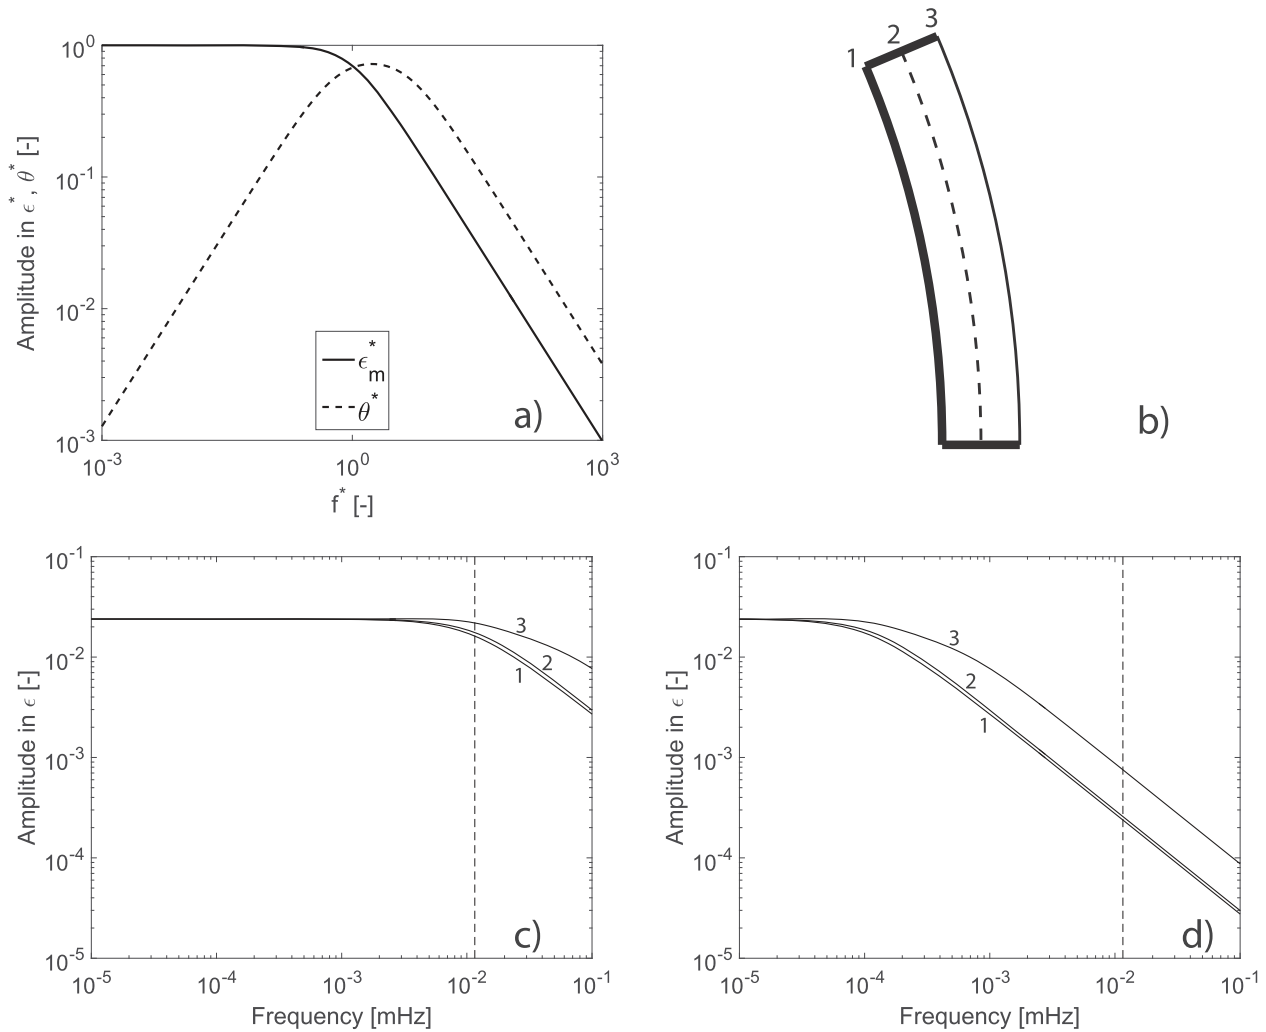 10^0
10^-1
10^-2
10^-3
Amplitude in ϵ^*, θ^* [-]
ϵ_m^*
θ^*
a)
10^-3 10^0 10^3
f^* [-]
1 2 3
b)
10^-1
10^-2
10^-3
10^-4
10^-5
Amplitude in ϵ [-]
3
2
1
c)
10^-5 10^-4 10^-3 10^-2 10^-1
Frequency [mHz]
10^-1
10^-2
10^-3
10^-4
10^-5
Amplitude in ϵ [-]
3
2
1
d)
10^-5 10^-4 10^-3 10^-2 10^-1
Frequency [mHz]